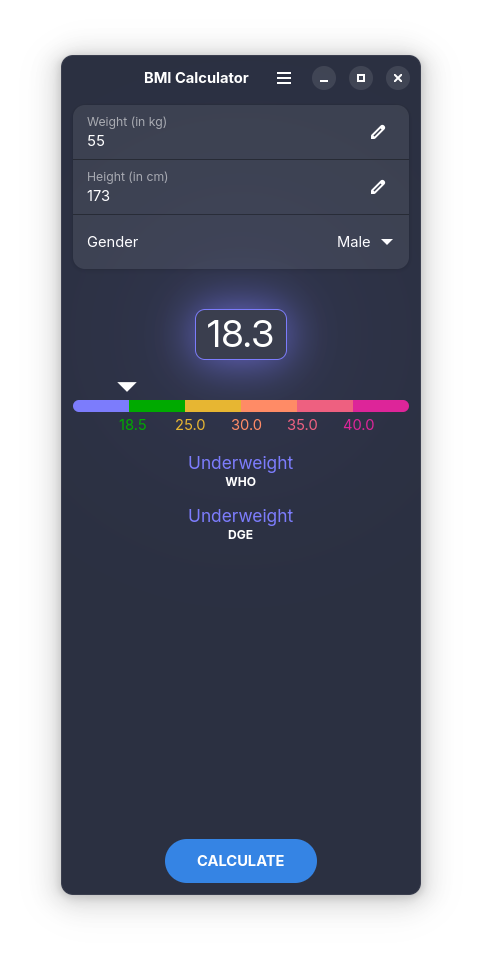 BMI Calculator
Weight (in kg)
55
Height (in cm)
173
Gender Male
18.3
18.5 25.0 30.0 35.0 40.0
Underweight
WHO
Underweight
DGE
CALCULATE